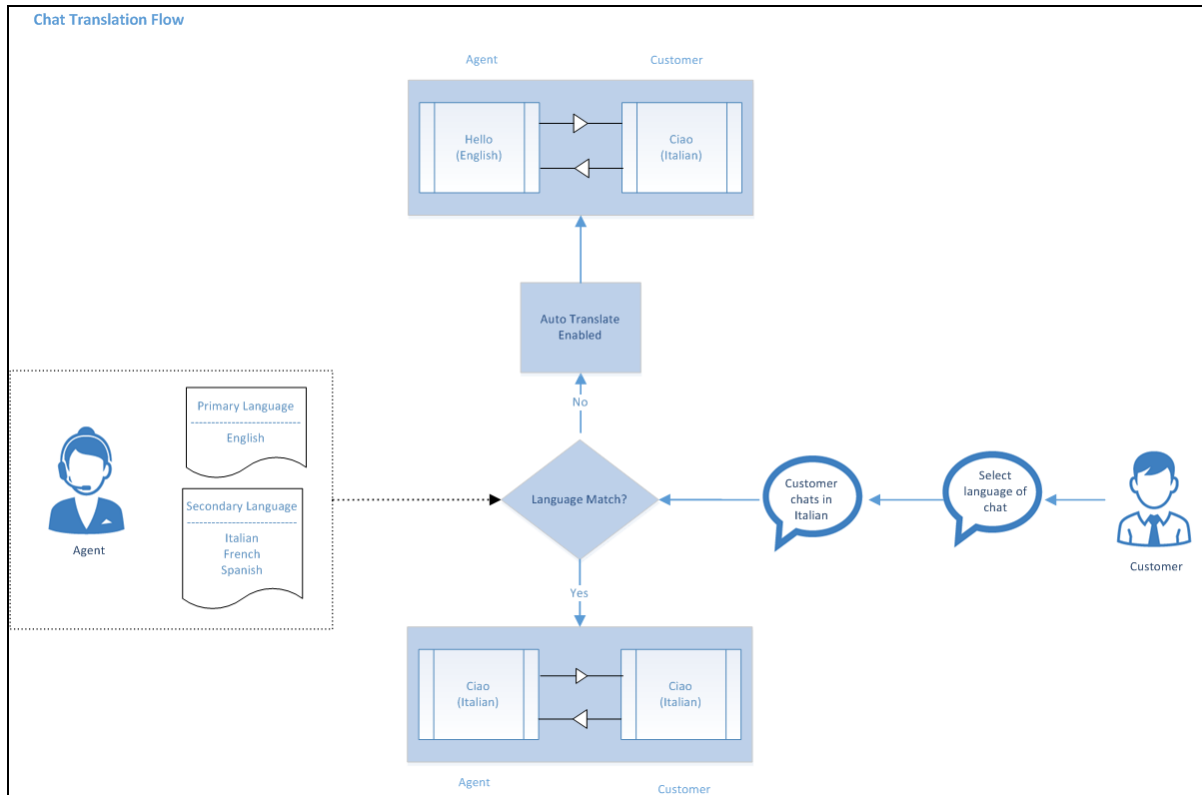 Chat Translation Flow
Agent
Customer
Hello
(English)
Ciao
(Italian)
Auto Translate
Enabled
No
Primary Language
English
Secondary Language
Italian
French
Spanish
Agent
Language Match?
Customer
chats in
Italian
Select
language of
chat
Customer
Yes
Ciao
(Italian)
Ciao
(Italian)
Agent
Customer